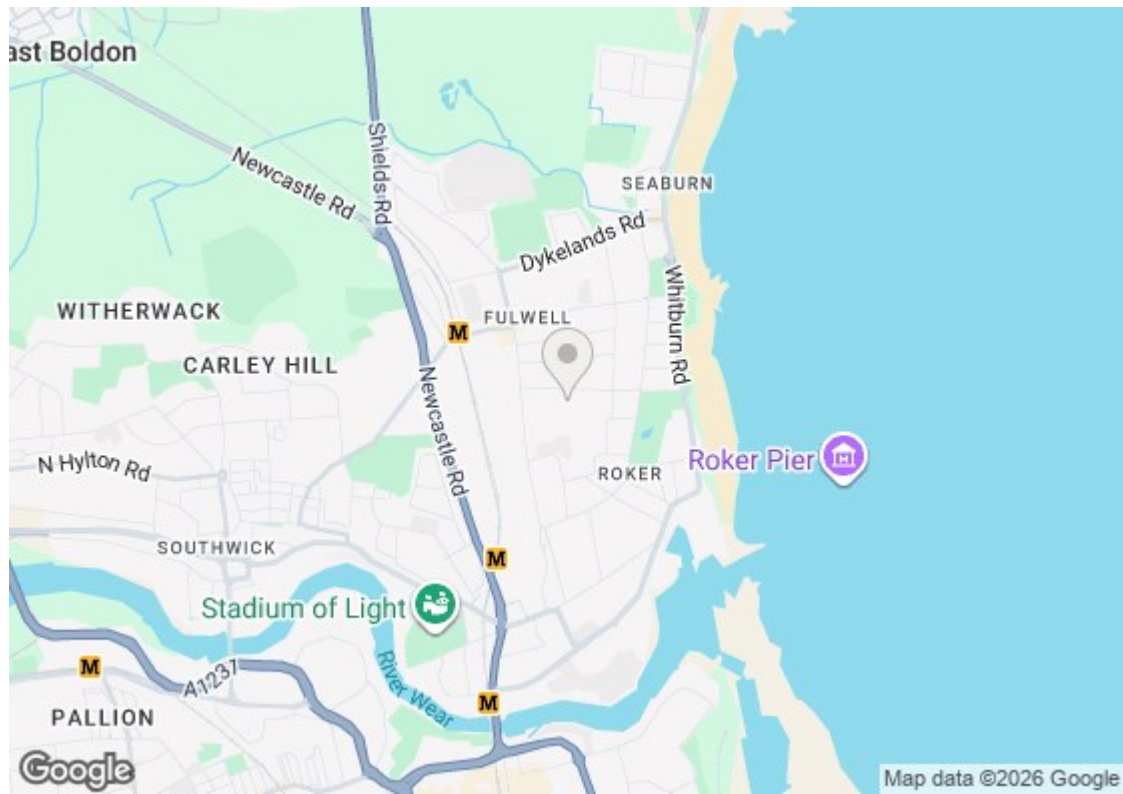 ast Boldon
Shields Rd
Newcastle Rd
SEABURN
Dykelands Rd
WITHERWACK
FULWELL
M
Whitburn Rd
CARLEY HILL
Newcastle Rd
N Hylton Rd
ROKER
Roker Pier
SOUTHWICK
M
Stadium of Light
M
A1231
River Wear
M
PALLION
Google
Map data ©2026 Google